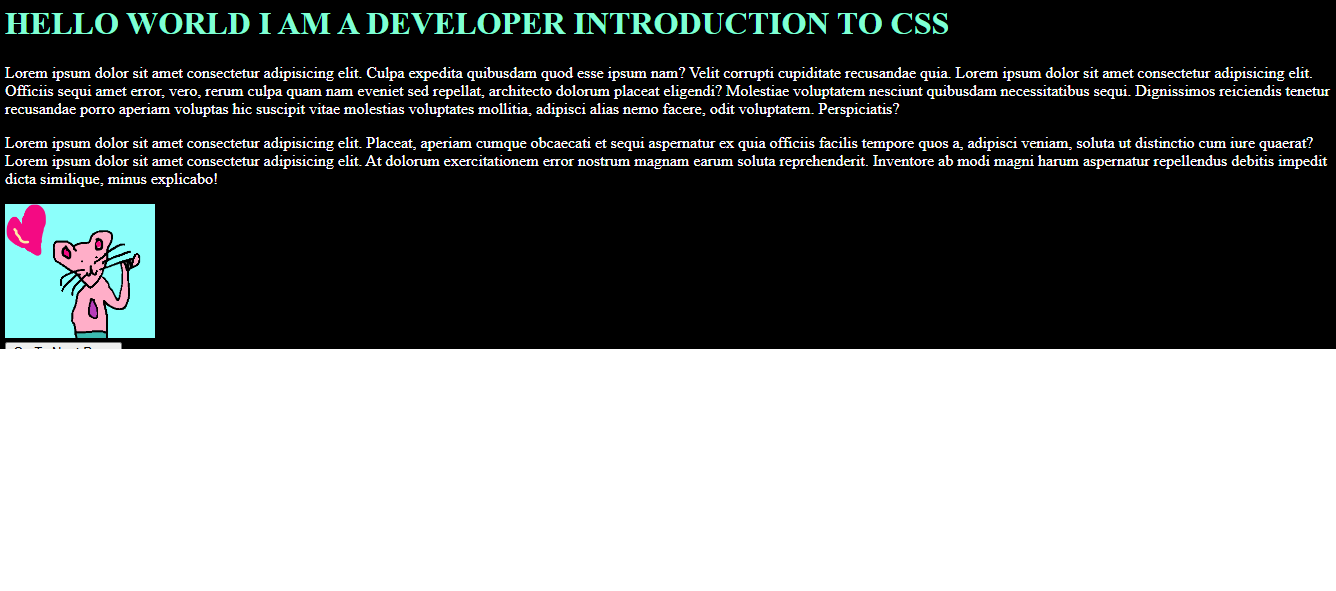 HELLO WORLD I AM A DEVELOPER INTRODUCTION TO CSS
Lorem ipsum dolor sit amet consectetur adipisicing elit. Culpa expedita quibusdam quod esse ipsum nam? Velit corrupti cupiditate recusandae quia. Lorem ipsum dolor sit amet consectetur adipisicing elit.
Officiis sequi amet error, vero, rerum culpa quam nam eveniet sed repellat, architecto dolorum placeat eligendi? Molestiae voluptatem nesciunt quibusdam necessitatibus sequi. Dignissimos reiciendis tenetur
recusandae porro aperiam voluptas hic suscipit vitae molestias voluptates mollitia, adipisci alias nemo facere, odit voluptatem. Perspiciatis?
Lorem ipsum dolor sit amet consectetur adipisicing elit. Placeat, aperiam cumque obcaecati et sequi aspernatur ex quia officiis facilis tempore quos a, adipisci veniam, soluta ut distinctio cum iure quaerat?
Lorem ipsum dolor sit amet consectetur adipisicing elit. At dolorum exercitationem error nostrum magnam earum soluta reprehenderit. Inventore ab modi magni harum aspernatur repellendus debitis impedit
dicta similique, minus explicabo!